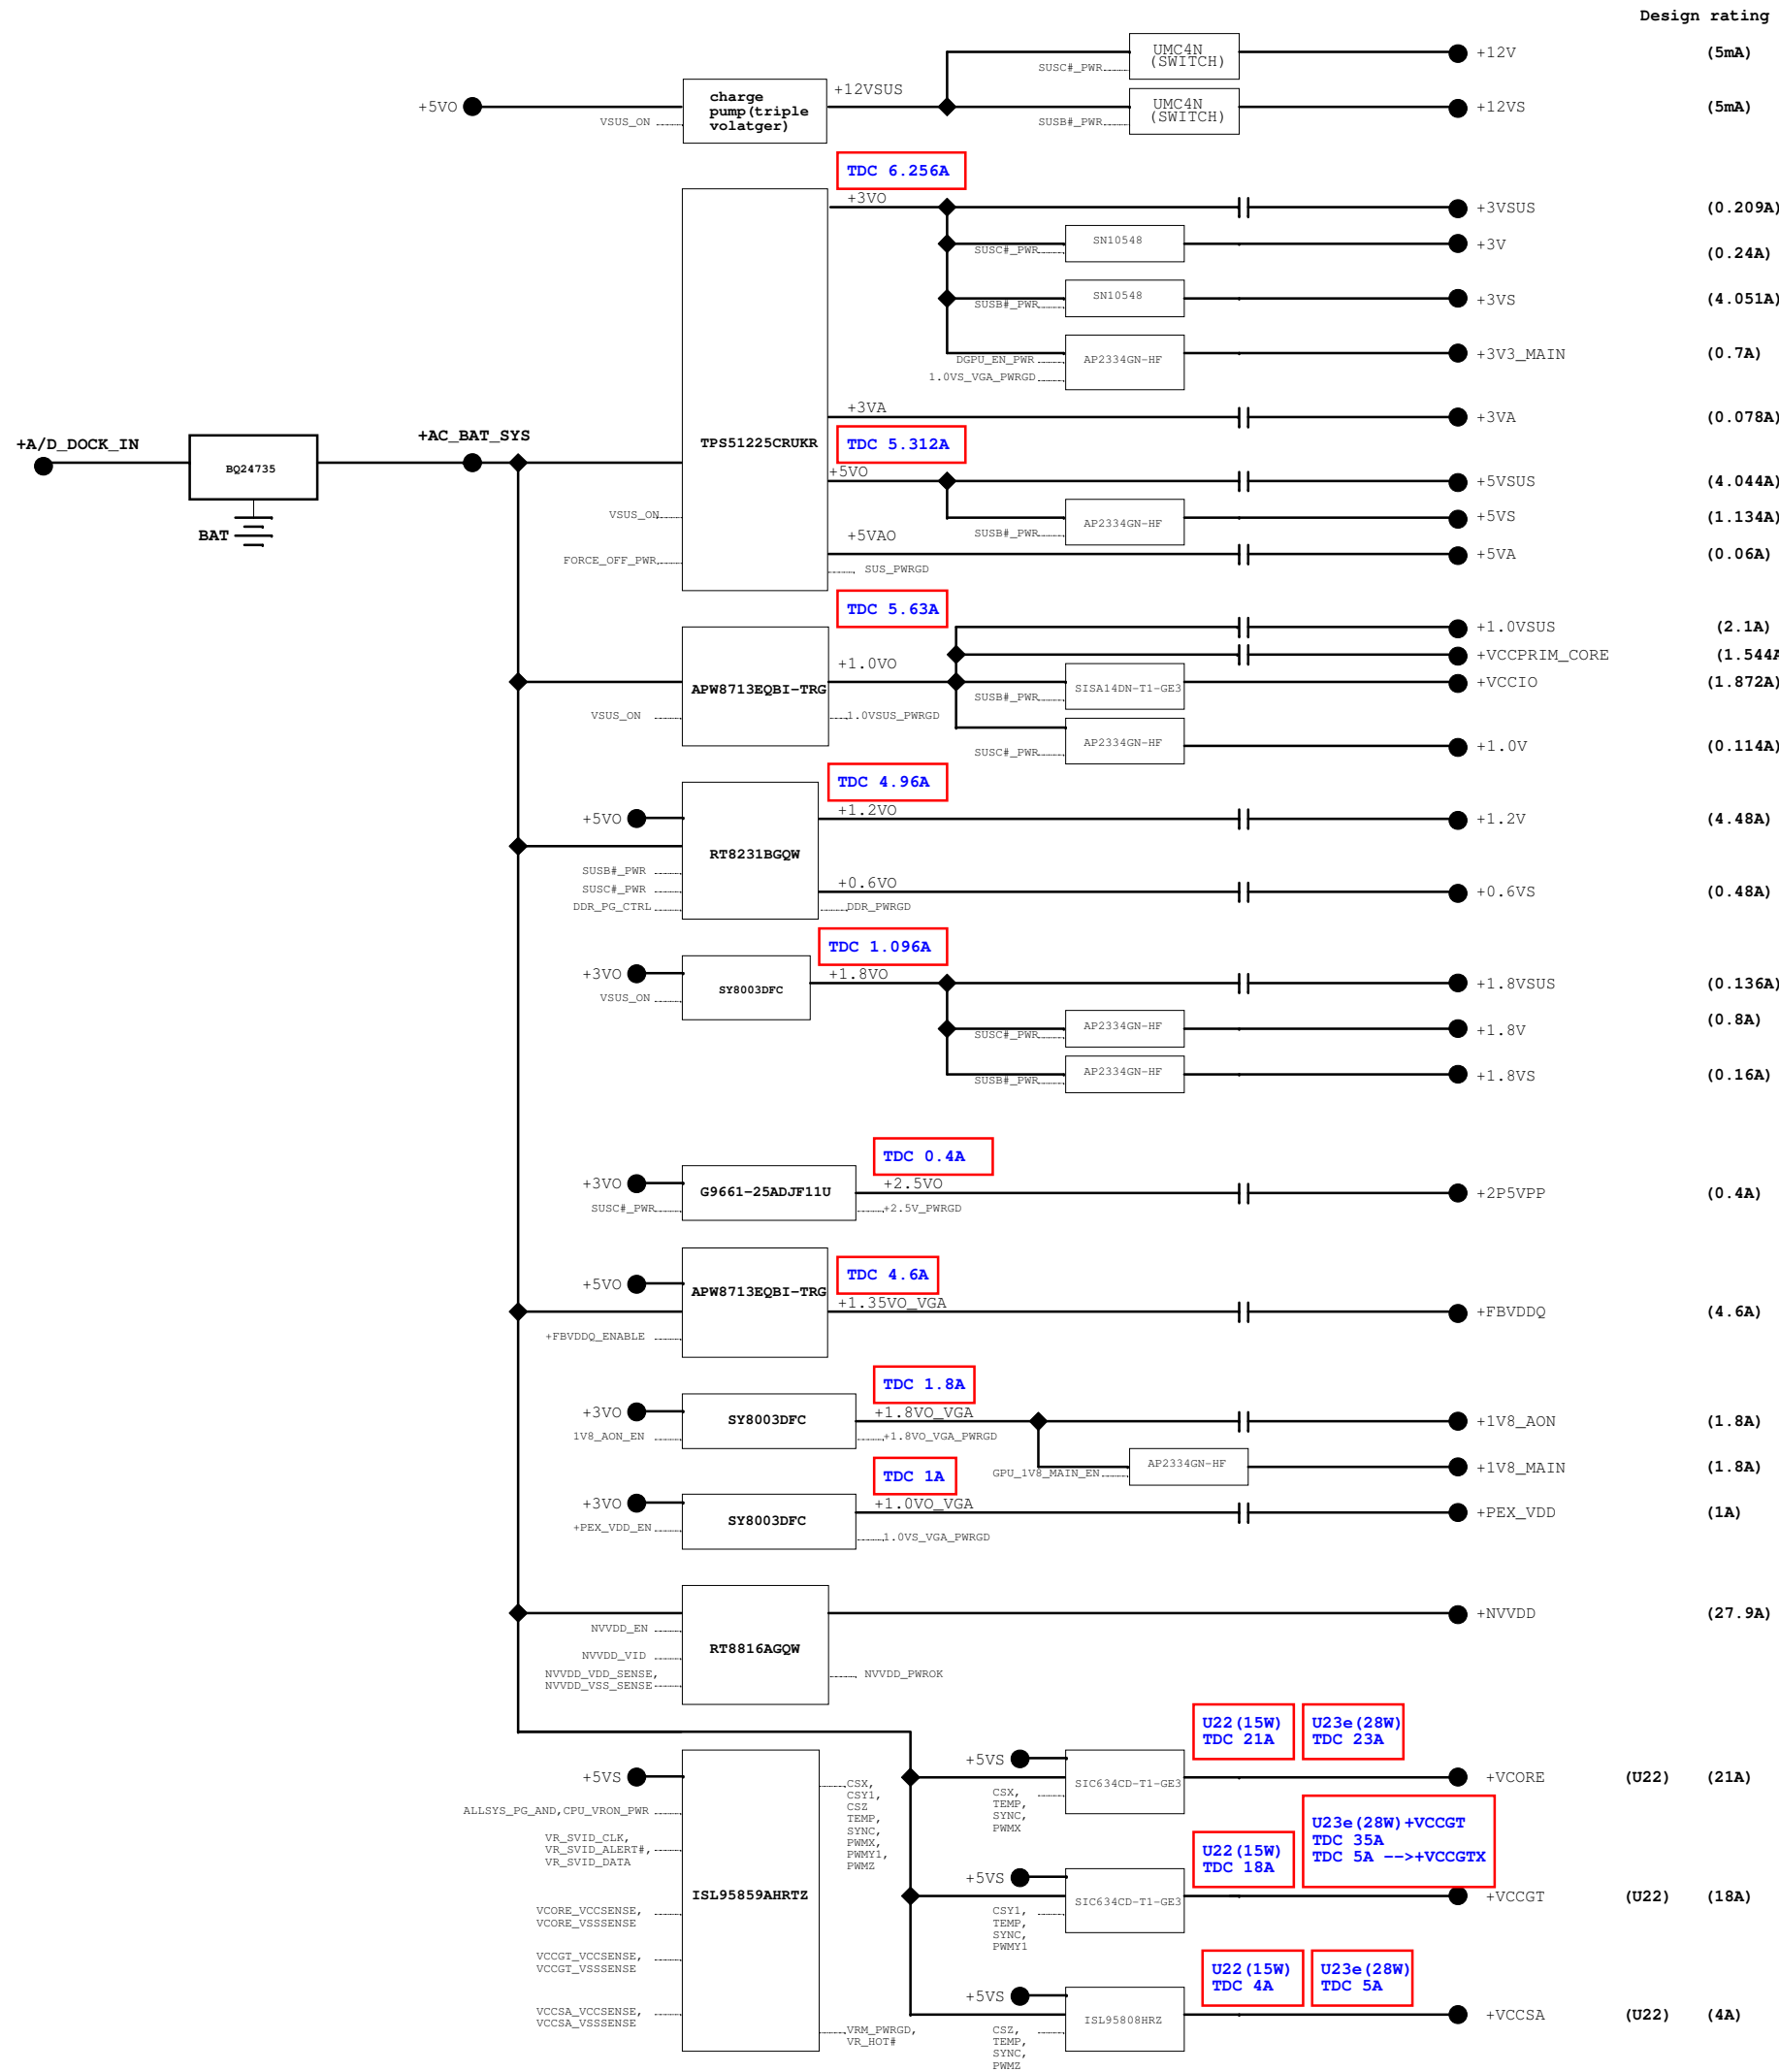 Design rating
UMC4N
(SWITCH)
SUSC#_PWR
+12V
(5mA)
+5VO
charge
pump(triple
volatger)
VSUS_ON
+12VSUS
UMC4N
(SWITCH)
SUSB#_PWR
+12VS
(5mA)
TDC 6.256A
+3VO
+3VSUS
(0.209A)
SN10548
SUSC#_PWR
+3V
(0.24A)
SN10548
SUSB#_PWR
+3VS
(4.051A)
DGPU_EN_PWR
1.0VS_VGA_PWRGD
AP2334GN-HF
+3V3_MAIN
(0.7A)
+3VA
+3VA
(0.078A)
+A/D_DOCK_IN
BQ24735
BAT
+AC_BAT_SYS
TPS51225CRUKR
TDC 5.312A
+5VO
+5VSUS
(4.044A)
VSUS_ON
SUSB#_PWR
AP2334GN-HF
+5VS
(1.134A)
+5VAO
+5VA
(0.06A)
FORCE_OFF_PWR
SUS_PWRGD
TDC 5.63A
+1.0VSUS
(2.1A)
+VCCPRIM_CORE
(1.544A
APW8713EQBI-TRG
+1.0VO
SUSB#_PWR
SISA14DN-T1-GE3
+VCCIO
(1.872A)
VSUS_ON
1.0VSUS_PWRGD
SUSC#_PWR
AP2334GN-HF
+1.0V
(0.114A)
TDC 4.96A
+5VO
RT8231BGQW
+1.2VO
+1.2V
(4.48A)
SUSB#_PWR
SUSC#_PWR
DDR_PG_CTRL
+0.6VO
DDR_PWRGD
+0.6VS
(0.48A)
TDC 1.096A
+3VO
VSUS_ON
SY8003DFC
+1.8VO
+1.8VSUS
(0.136A)
SUSC#_PWR
AP2334GN-HF
+1.8V
(0.8A)
SUSB#_PWR
AP2334GN-HF
+1.8VS
(0.16A)
TDC 0.4A
+3VO
SUSC#_PWR
G9661-25ADJF11U
+2.5VO
+2.5V_PWRGD
+2P5VPP
(0.4A)
TDC 4.6A
+5VO
APW8713EQBI-TRG
+1.35VO_VGA
+FBVDDQ
(4.6A)
+FBVDDQ_ENABLE
TDC 1.8A
+3VO
1V8_AON_EN
SY8003DFC
+1.8VO_VGA
+1.8VO_VGA_PWRGD
+1V8_AON
(1.8A)
GPU_1V8_MAIN_EN
AP2334GN-HF
+1V8_MAIN
(1.8A)
TDC 1A
+3VO
+PEX_VDD_EN
SY8003DFC
+1.0VO_VGA
1.0VS_VGA_PWRGD
+PEX_VDD
(1A)
NVVDD_EN
NVVDD_VID
NVVDD_VDD_SENSE,
NVVDD_VSS_SENSE
RT8816AGQW
NVVDD_PWROK
+NVVDD
(27.9A)
U22(15W)
TDC 21A
U23e(28W)
TDC 23A
+5VS
ALLSYS_PG_AND,CPU_VRON_PWR
VR_SVID_CLK,
VR_SVID_ALERT#,
VR_SVID_DATA
ISL95859AHRTZ
CSX,
CSY1,
CSZ
TEMP,
SYNC,
PWMX,
PWMY1,
PWMZ
+5VS
SIC634CD-T1-GE3
CSX,
TEMP,
SYNC,
PWMX
+VCORE
(U22)
(21A)
U22(15W)
TDC 18A
U23e(28W)+VCCGT
TDC 35A
TDC 5A -->+VCCGTX
+5VS
SIC634CD-T1-GE3
CSY1,
TEMP,
SYNC,
PWMY1
+VCCGT
(U22)
(18A)
VCORE_VCCSENSE,
VCORE_VSSSENSE
VCCGT_VCCSENSE,
VCCGT_VSSSENSE
VCCSA_VCCSENSE,
VCCSA_VSSSENSE
VRM_PWRGD,
VR_HOT#
U22(15W)
TDC 4A
U23e(28W)
TDC 5A
+5VS
ISL95808HRZ
CSZ,
TEMP,
SYNC,
PWMZ
+VCCSA
(U22)
(4A)